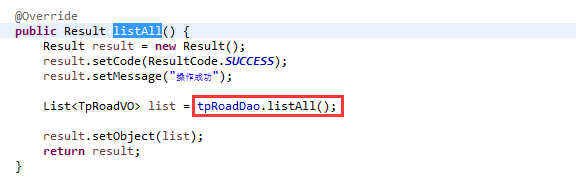 @Override
public Result listAll() {
Result result = new Result();
result.setCode(ResultCode.SUCCESS);
result.setMessage("操作成功");
List<TpRoadVO> list = tpRoadDao.listAll();
result.setObject(list);
return result;
}